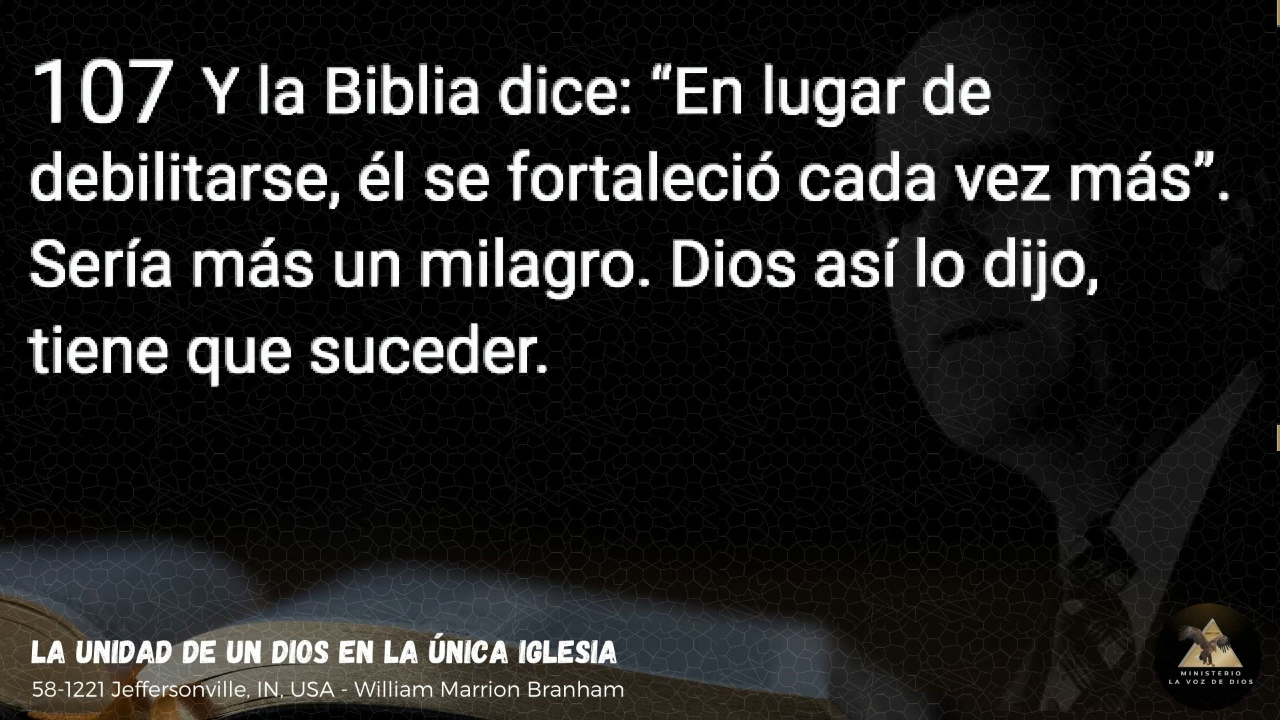 107 Y la Biblia dice: “En lugar de
debilitarse, él se fortaleció cada vez más”.
Sería más un milagro. Dios así lo dijo,
tiene que suceder.
LA UNIDAD DE UN DIOS EN LA ÚNICA IGLESIA
58-1221 Jeffersonville, IN, USA - William Marrion Branham
MINISTERIO
LA VOZ DE DIOS